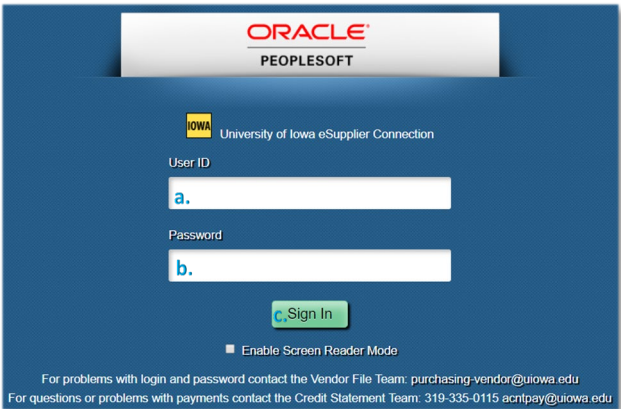 ORACLE®
PEOPLESOFT
IOWA University of Iowa eSupplier Connection
User ID
a.
Password
b.
c. Sign In
Enable Screen Reader Mode
For problems with login and password contact the Vendor File Team: purchasing-vendor@uiowa.edu
For questions or problems with payments contact the Credit Statement Team: 319-335-0115 acntpay@uiowa.edu